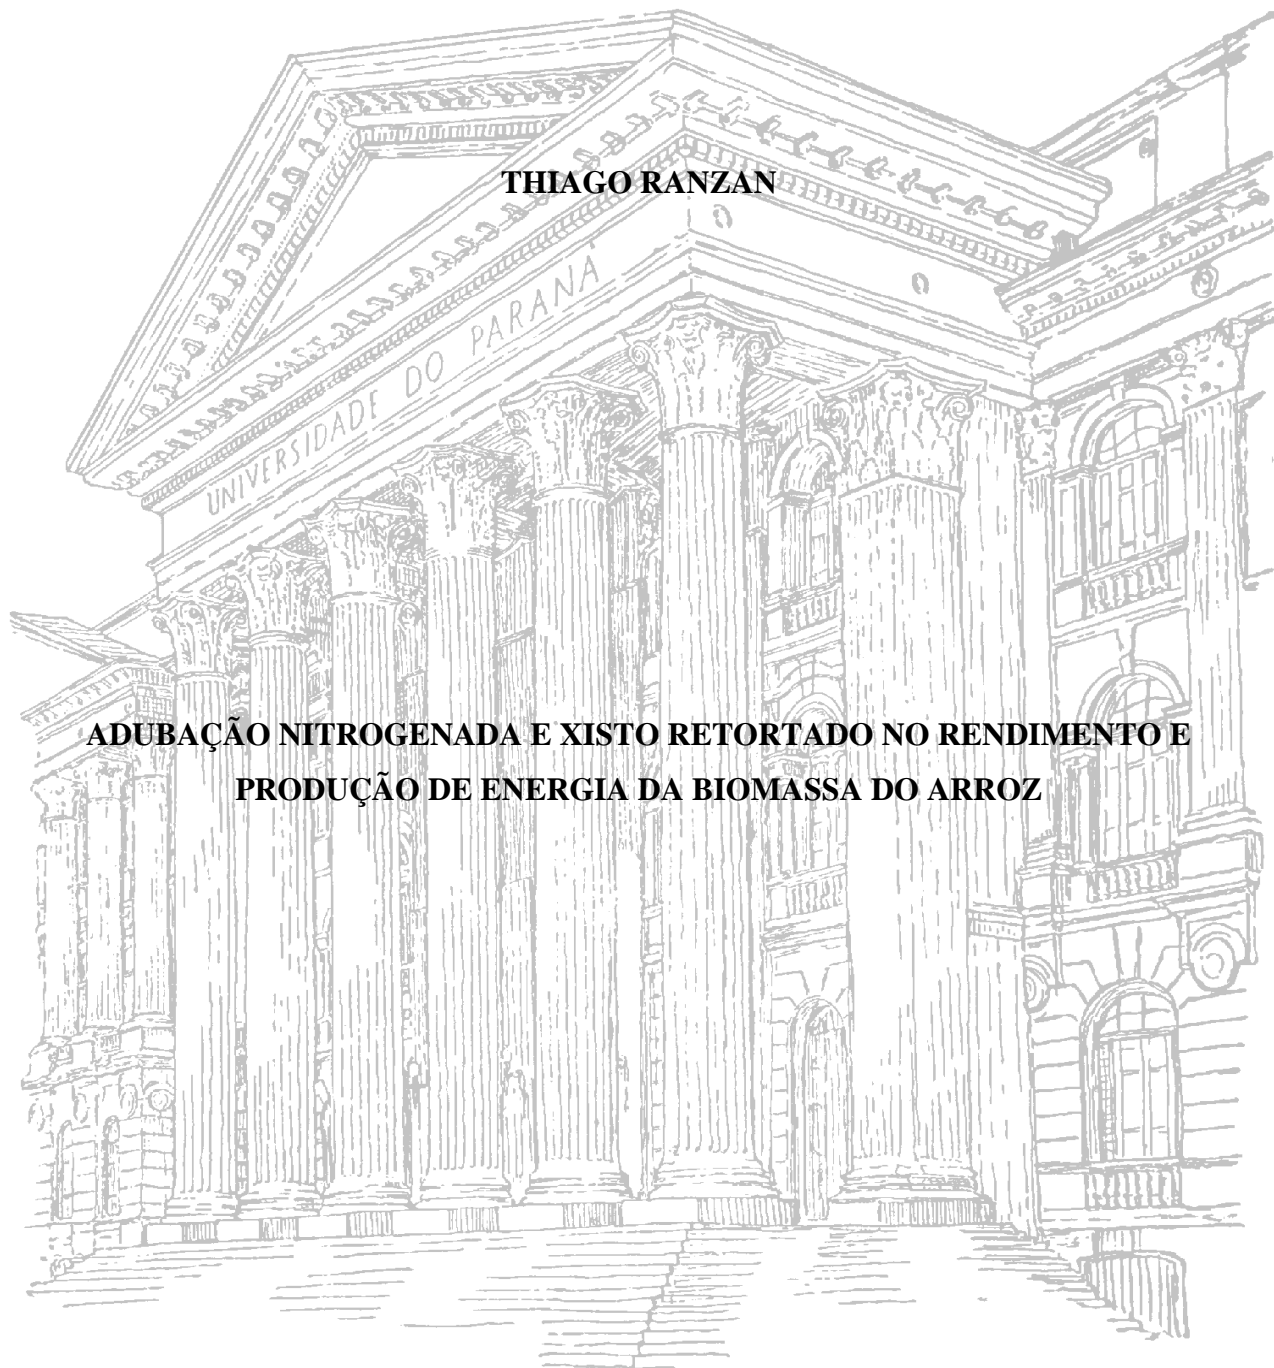 THIAGO RANZAN
UNIVERSIDADE DO PARANÁ
ADUBAÇÃO NITROGENADA E XISTO RETORTADO NO RENDIMENTO E
PRODUÇÃO DE ENERGIA DA BIOMASSA DO ARROZ